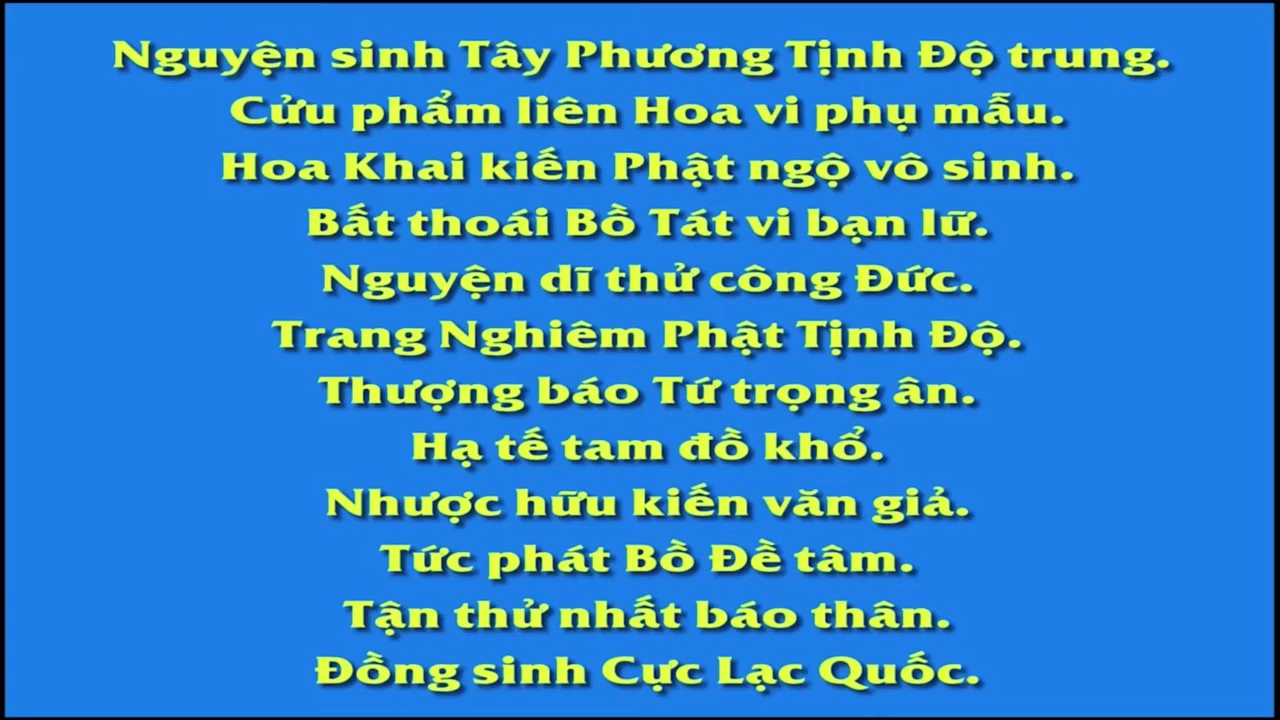 Nguyện sinh Tây Phương Tịnh Độ trung.
Cửu phẩm liên Hoa vi phụ mẫu.
Hoa Khai kiến Phật ngộ vô sinh.
Bất thoái Bồ Tát vi bạn lữ.
Nguyện dĩ thử công Đức.
Trang Nghiêm Phật Tịnh Độ.
Thượng báo Tứ trọng ân.
Hạ tế tam đồ khổ.
Nhược hữu kiến văn giả.
Tức phát Bồ Đề tâm.
Tận thử nhất báo thân.
Đồng sinh Cực Lạc Quốc.